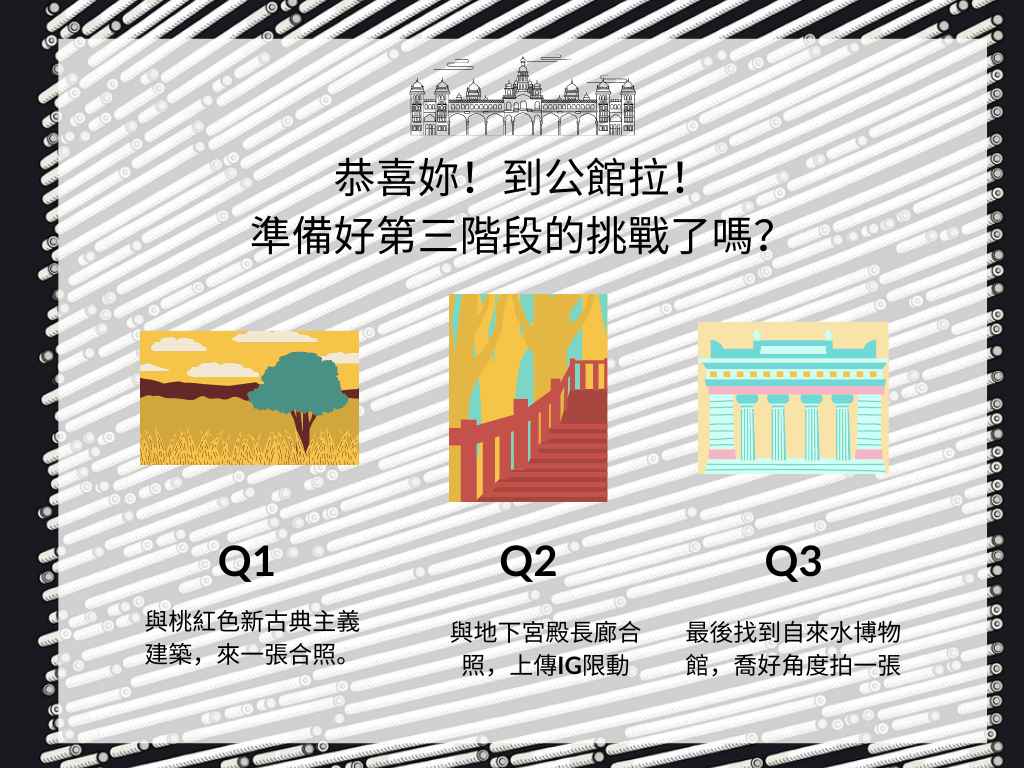 恭喜妳！到公館拉！
準備好第三階段的挑戰了嗎？
Q1
與桃紅色新古典主義
建築，來一張合照。
Q2
與地下宮殿長廊合
照，上傳IG限動
Q3
最後找到自來水博物
館，喬好角度拍一張